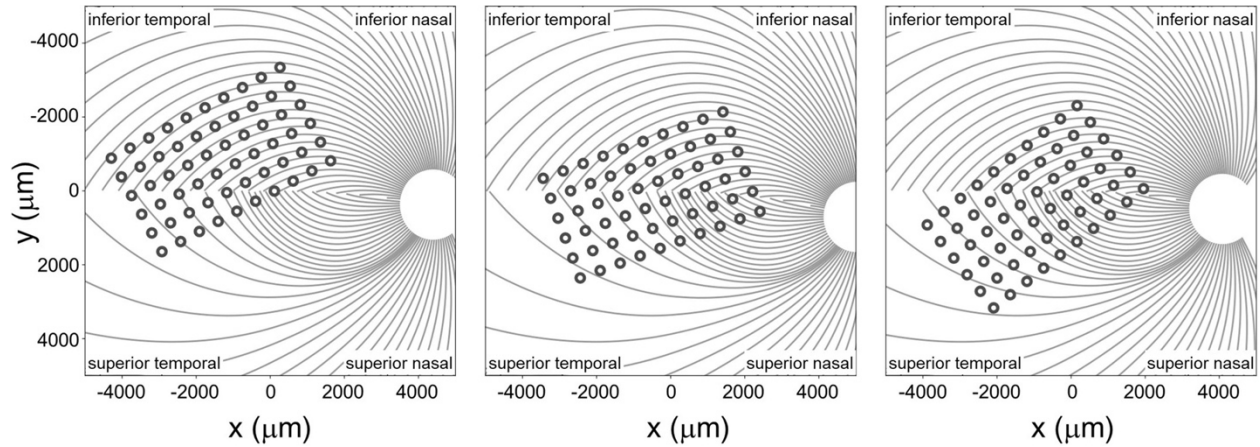 inferior temporal inferior nasal inferior temporal inferior nasal inferior temporal inferior nasal
-4000
-2000
0
2000
4000
y (μm)
superior temporal superior nasal superior temporal superior nasal superior temporal superior nasal
-4000 -2000 0 2000 4000 -4000 -2000 0 2000 4000 -4000 -2000 0 2000 4000
x (μm) x (μm) x (μm)